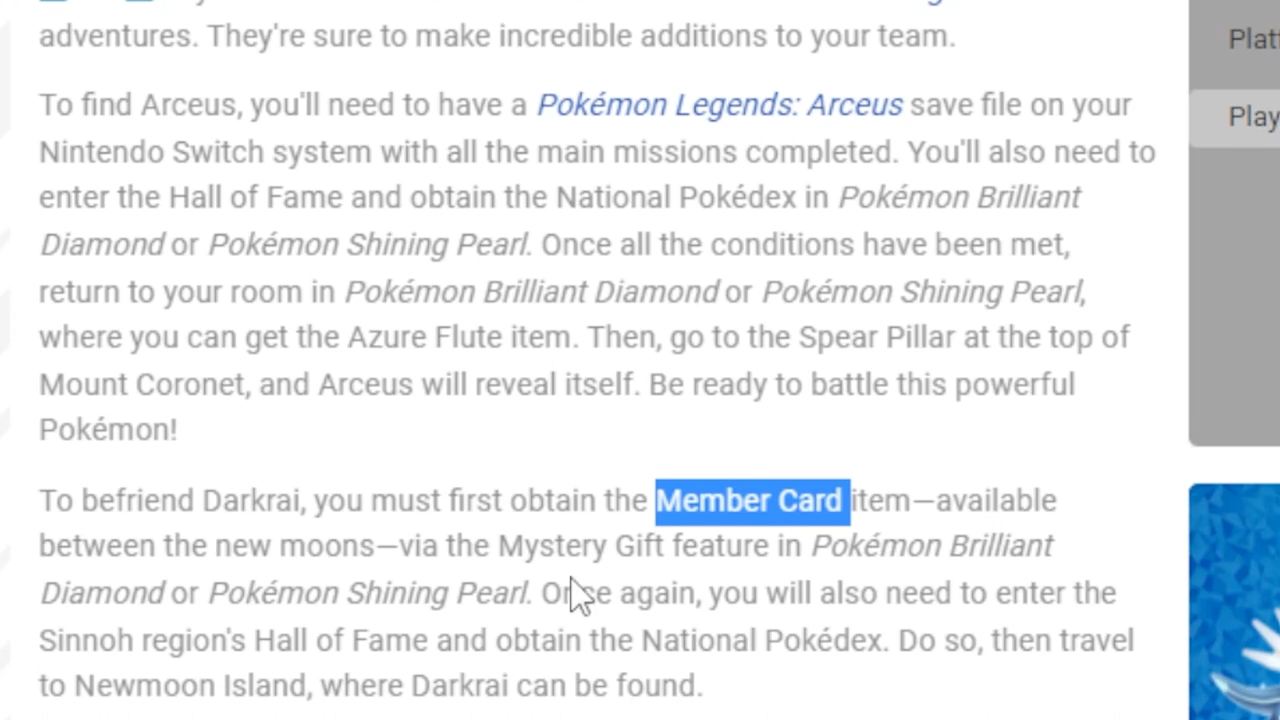 adventures. They're sure to make incredible additions to your team.
To find Arceus, you'll need to have a Pokémon Legends: Arceus save file on your
Nintendo Switch system with all the main missions completed. You'll also need to
enter the Hall of Fame and obtain the National Pokédex in Pokémon Brilliant
Diamond or Pokémon Shining Pearl. Once all the conditions have been met,
return to your room in Pokémon Brilliant Diamond or Pokémon Shining Pearl,
where you can get the Azure Flute item. Then, go to the Spear Pillar at the top of
Mount Coronet, and Arceus will reveal itself. Be ready to battle this powerful
Pokémon!
To befriend Darkrai, you must first obtain the Member Card item—available
between the new moons—via the Mystery Gift feature in Pokémon Brilliant
Diamond or Pokémon Shining Pearl. Once again, you will also need to enter the
Sinnoh region's Hall of Fame and obtain the National Pokédex. Do so, then travel
to Newmoon Island, where Darkrai can be found.
Play